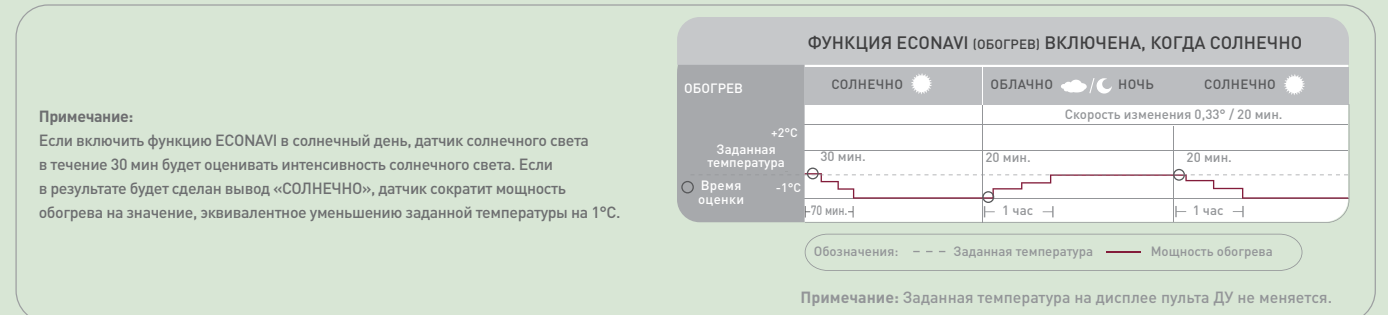 Примечание:
Если включить функцию ECONAVI в солнечный день, датчик солнечного света
в течение 30 мин будет оценивать интенсивность солнечного света. Если
в результате будет сделан вывод «СОЛНЕЧНО», датчик сократит мощность
обогрева на значение, эквивалентное уменьшению заданной температуры на 1°C.
ФУНКЦИЯ ECONAVI (ОБОГРЕВ) ВКЛЮЧЕНА, КОГДА СОЛНЕЧНО
ОБОГРЕВ
СОЛНЕЧНО
ОБЛАЧНО / НОЧЬ
СОЛНЕЧНО
Скорость изменения 0,33° / 20 мин.
+2°C
Заданная
температура
30 мин.
20 мин.
20 мин.
Время
оценки
-1°C
70 мин.
1 час
1 час
Обозначения: --- Заданная температура — Мощность обогрева
Примечание: Заданная температура на дисплее пульта ДУ не меняется.